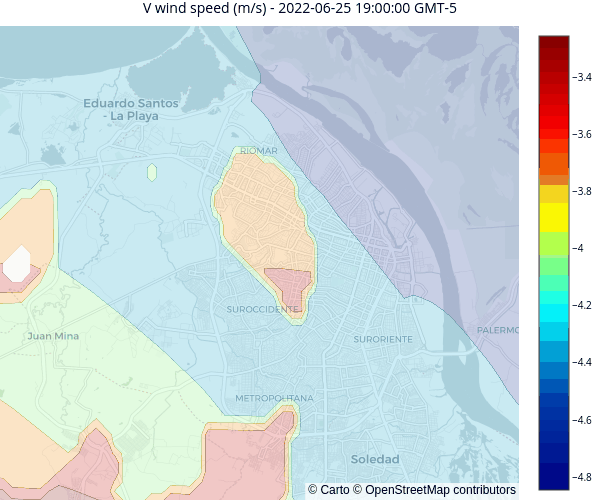 V wind speed (m/s) - 2022-06-25 19:00:00 GMT-5
−3.4
Eduardo Santos
- La Playa
−3.6
RIOMAR
−3.8
−4
−4.2
SUROCCIDENTE
PALERMO
Juan Mina
SURORIENTE
−4.4
METROPOLITANA
−4.6
Soledad
−4.8
© Carto © OpenStreetMap contributors